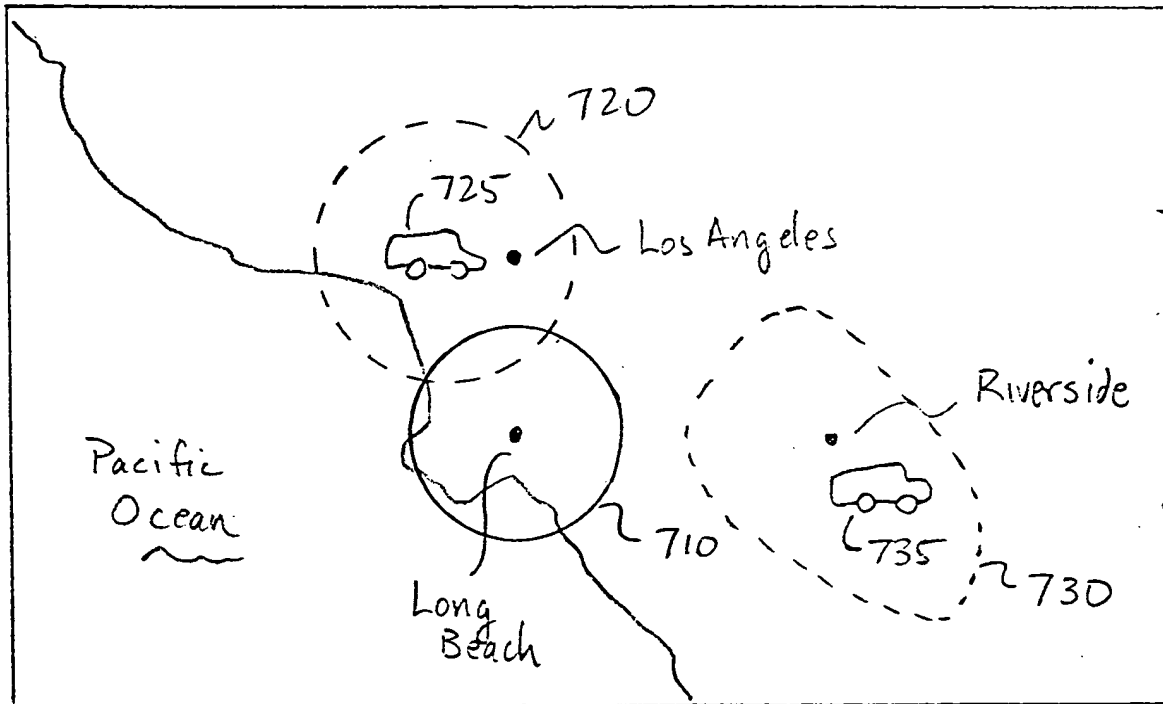 720
725
Los Angeles
Riverside
Pacific
Ocean
710
735
730
Long
Beach